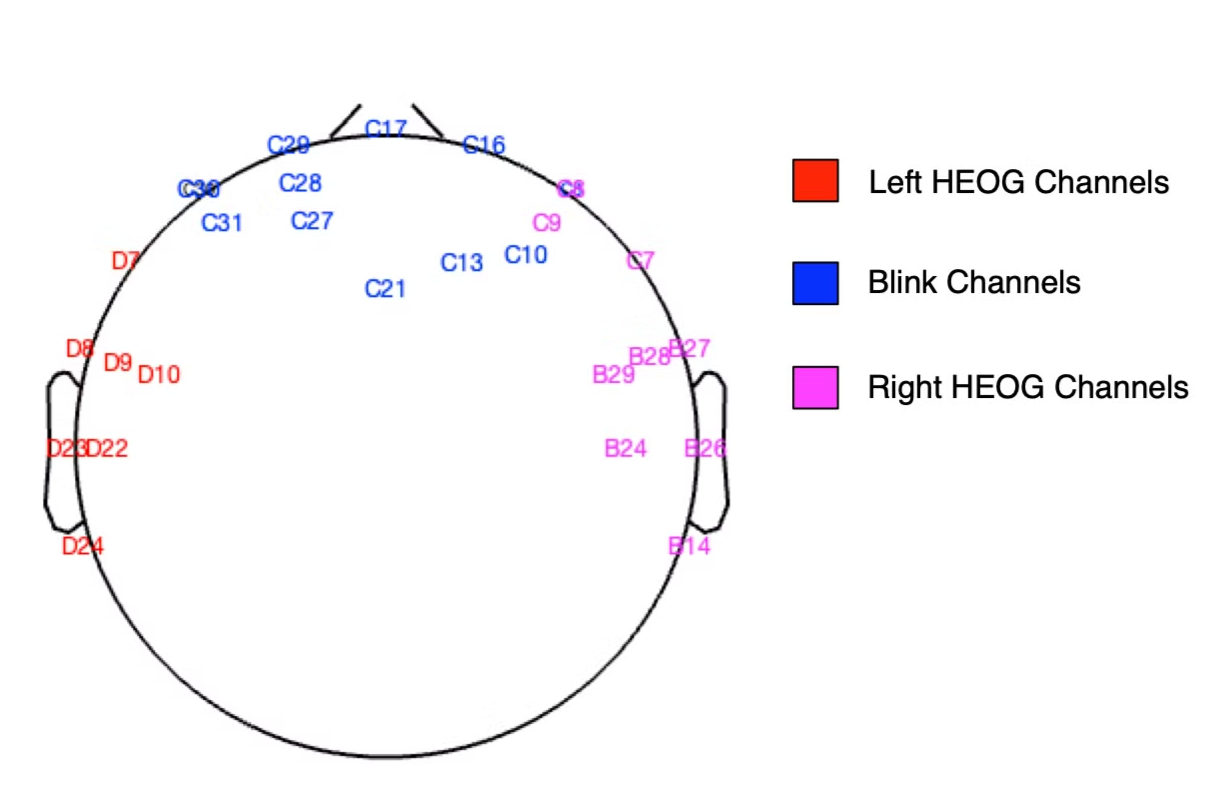 C17
C29
C16
C28
C30
C8
C31
C27
C9
D7
C13
C10
C7
C21
D8
D9
D10
B27
B28
B29
D23
D22
B24
B26
D24
B14
Left HEOG Channels
Blink Channels
Right HEOG Channels